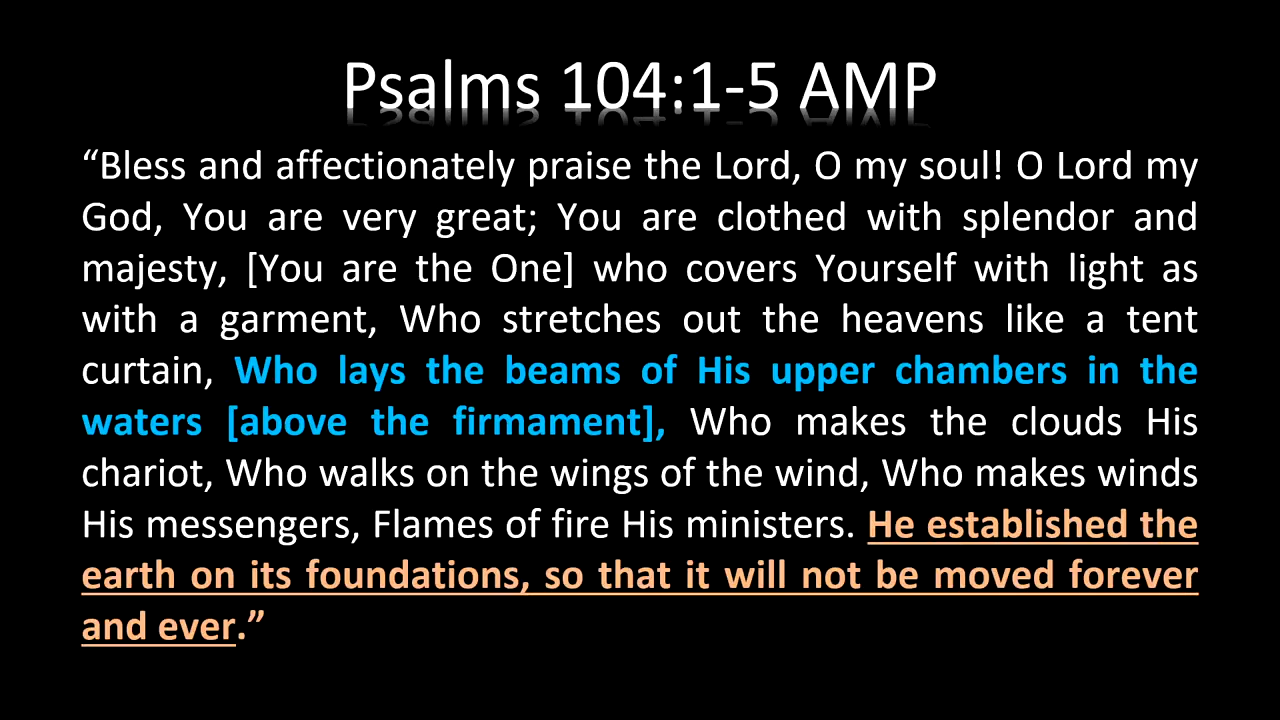 Psalms 104:1-5 AMP
“Bless and affectionately praise the Lord, O my soul! O Lord my
God, You are very great; You are clothed with splendor and
majesty, [You are the One] who covers Yourself with light as
with a garment, Who stretches out the heavens like a tent
curtain, Who lays the beams of His upper chambers in the
waters [above the firmament], Who makes the clouds His
chariot, Who walks on the wings of the wind, Who makes winds
His messengers, Flames of fire His ministers. He established the
earth on its foundations, so that it will not be moved forever
and ever.”